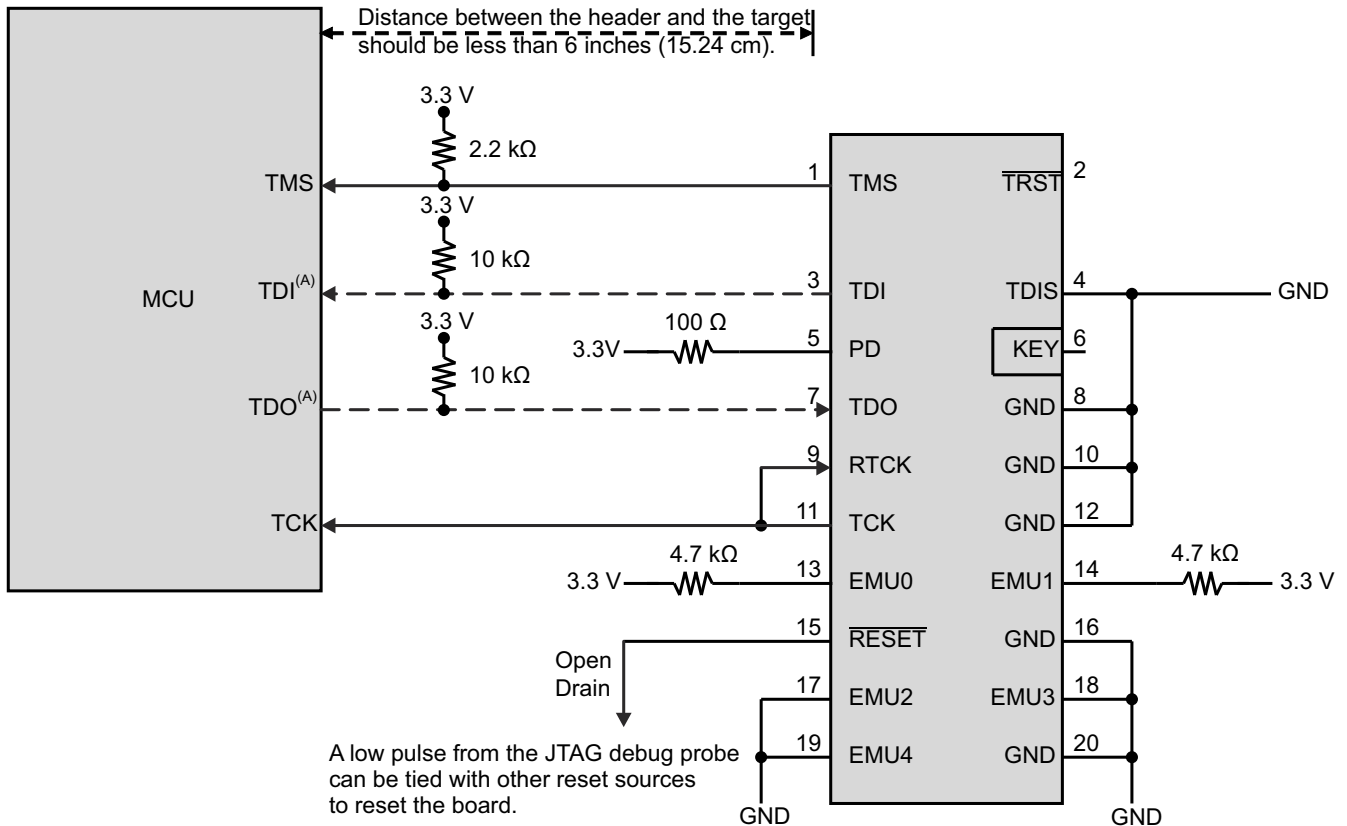 Distance between the header and the target
should be less than 6 inches (15.24 cm).
3.3 V
2.2 kΩ
TMS
1
TMS
TRST
2
3.3 V
10 kΩ
MCU
TDI(A)
3
TDI
TDIS
4
GND
3.3 V
100 Ω
3.3V
5
PD
KEY
6
10 kΩ
TDO(A)
7
TDO
GND
8
9
RTCK
GND
10
TCK
11
TCK
GND
12
4.7 kΩ
3.3 V
13
EMU0
EMU1
14
4.7 kΩ
3.3 V
15
RESET
GND
16
Open
Drain
17
EMU2
EMU3
18
A low pulse from the JTAG debug probe
can be tied with other reset sources
to reset the board.
19
EMU4
GND
20
GND
GND